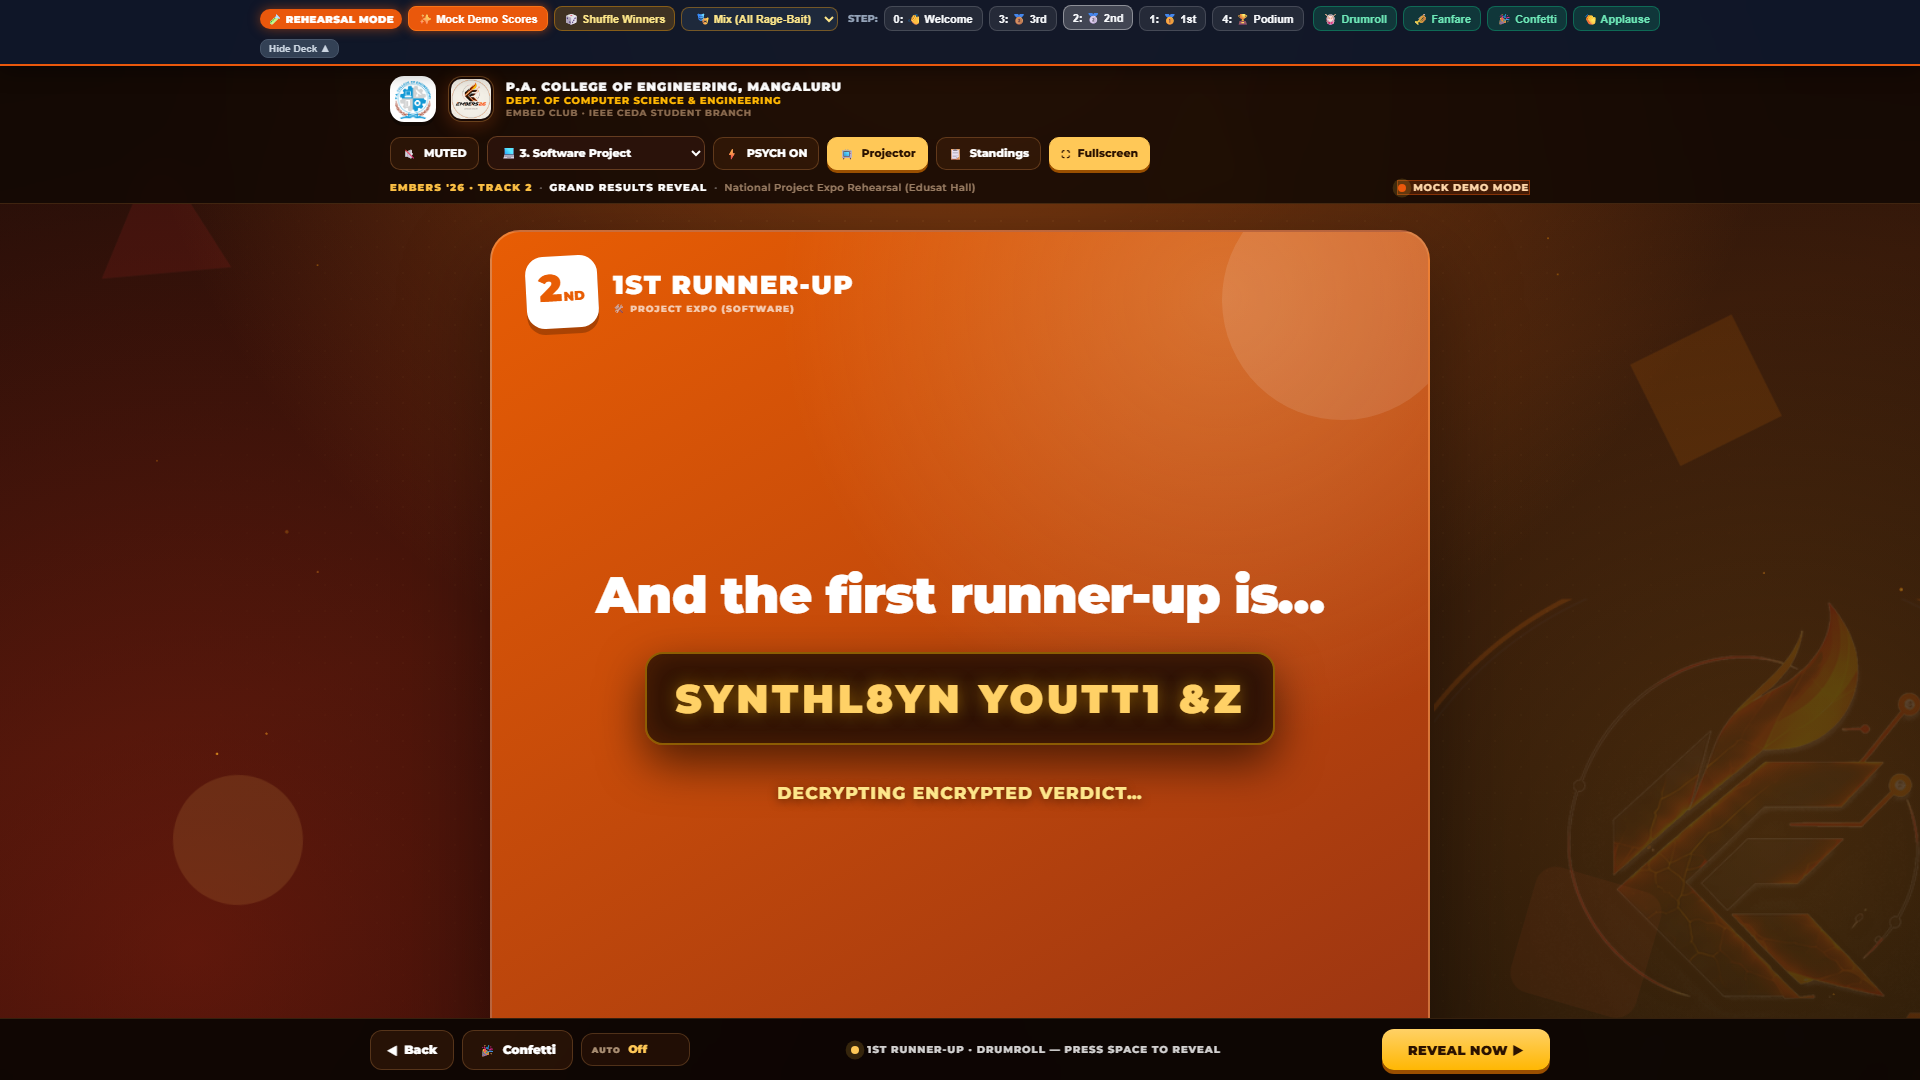 REHEARSAL MODE
Mock Demo Scores
Shuffle Winners
Mix (All Rage-Bait)
STEP:
0: Welcome
3: 3rd
2: 2nd
1: 1st
4: Podium
Drumroll
Fanfare
Confetti
Applause
Hide Deck ▲
P.A. COLLEGE OF ENGINEERING, MANGALURU
DEPT. OF COMPUTER SCIENCE & ENGINEERING
EMBED CLUB · IEEE CEDA STUDENT BRANCH
MUTED
3. Software Project
PSYCH ON
Projector
Standings
Fullscreen
EMBERS '26 • TRACK 2 · GRAND RESULTS REVEAL · National Project Expo Rehearsal (Edusat Hall)
MOCK DEMO MODE
2ND
1ST RUNNER-UP
PROJECT EXPO (SOFTWARE)
And the first runner-up is...
SYNTHL8YN YOUTT1 &Z
DECRYPTING ENCRYPTED VERDICT...
◀ Back
Confetti
AUTO Off
1ST RUNNER-UP · DRUMROLL — PRESS SPACE TO REVEAL
REVEAL NOW ▶